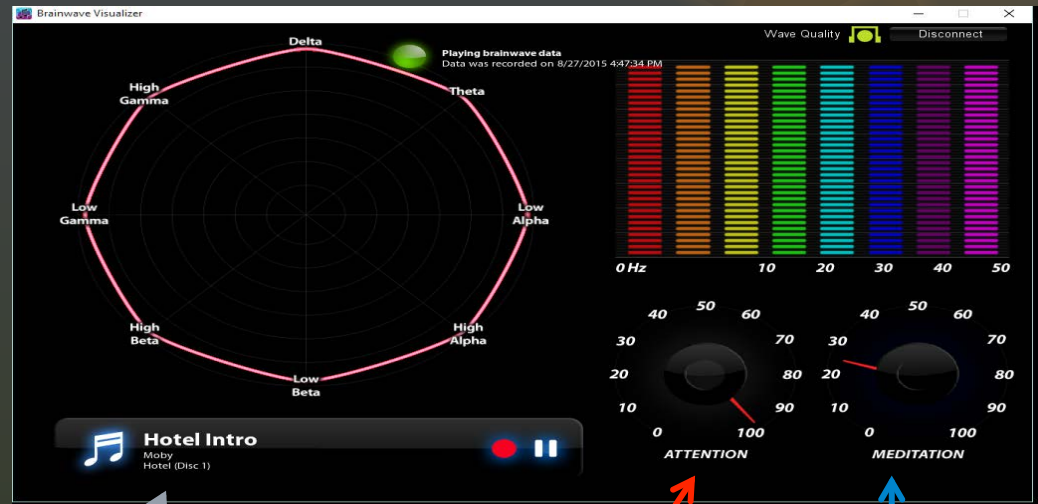 Brainwave Visualizer
Wave Quality
Disconnect
Playing brainwave data
Data was recorded on 8/27/2015 4:47:34 PM
Delta
Theta
Low
Alpha
High
Alpha
Low
Beta
High
Beta
Low
Gamma
High
Gamma
0 Hz 10 20 30 40 50
0 10 20 30 40 50 60 70 80 90 100
ATTENTION
0 10 20 30 40 50 60 70 80 90 100
MEDITATION
Hotel Intro
Moby
Hotel (Disc 1)